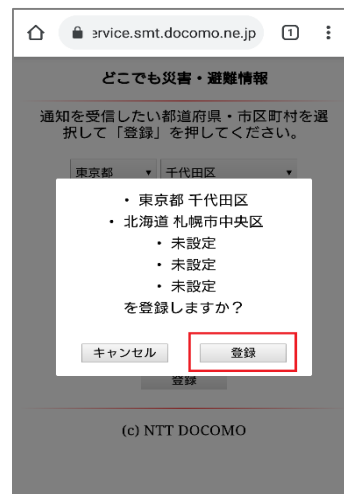 ervice.smt.docomo.ne.jp 1
どこでも災害・避難情報
通知を受信したい都道府県・市区町村を選
択して「登録」を押してください。
東京都 ▼ 千代田区 ▼
・ 東京都 千代田区
・ 北海道 札幌市中央区
・ 未設定
・ 未設定
・ 未設定
を登録しますか？
キャンセル 登録
登録
(c) NTT DOCOMO